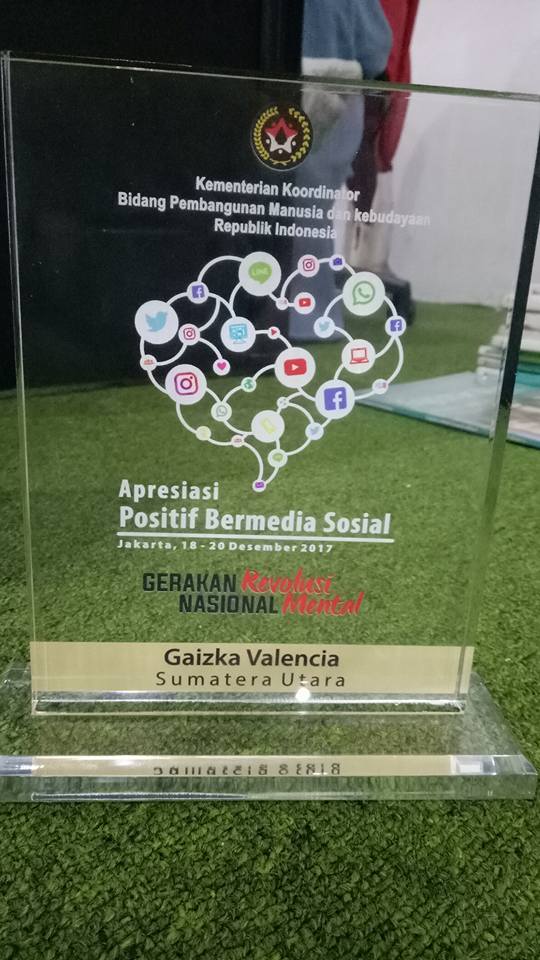 Kementerian Koordinator
Bidang Pembangunan Manusia dan kebudayaan
Republik Indonesia
LINE
Apresiasi
Positif Bermedia Sosial
Jakarta, 18 - 20 Desember 2017
GERAKAN Revolusi
NASIONAL Mental
Gaizka Valencia
Sumatera Utara